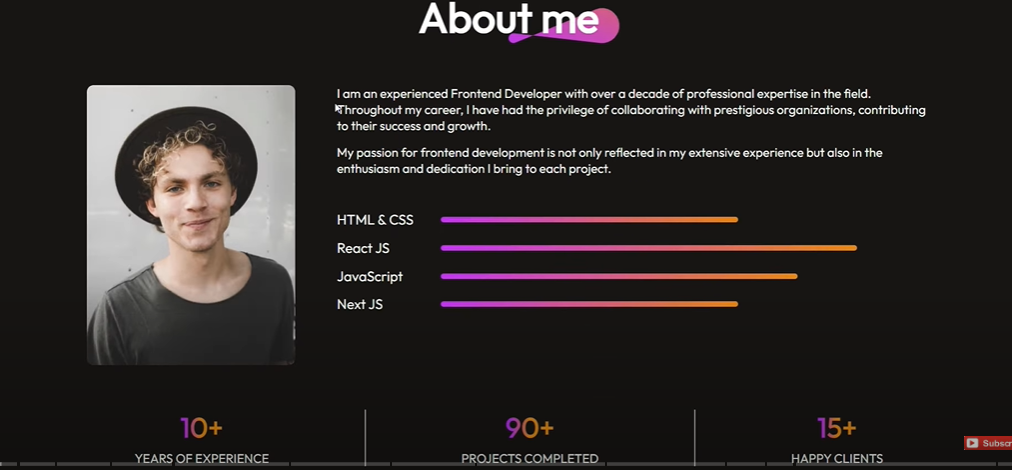 About me
I am an experienced Frontend Developer with over a decade of professional expertise in the field.
Throughout my career, I have had the privilege of collaborating with prestigious organizations, contributing
to their success and growth.
My passion for frontend development is not only reflected in my extensive experience but also in the
enthusiasm and dedication I bring to each project.
HTML & CSS
React JS
JavaScript
Next JS
10+
90+
15+
YEARS OF EXPERIENCE
PROJECTS COMPLETED
HAPPY CLIENTS
Subscr